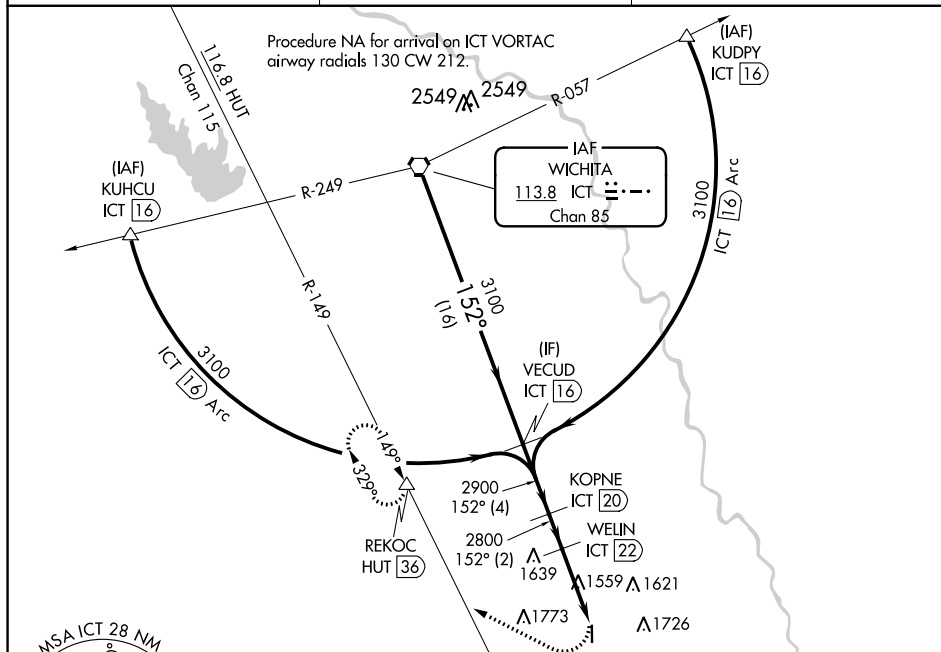 Procedure NA for arrival on ICT VORTAC
airway radials 130 CW 212.
116.8 HUT
Chan 115
2549
2549
R-057
(IAF)
KUDPY
ICT 16
(IAF)
KUHCU
ICT 16
R-249
IAF
WICHITA
113.8 ICT
Chan 85
3100
ICT 16 Arc
R-149
3100
152°
(16)
3100
ICT 16 Arc
(IF)
VECUD
ICT 16
149°
329°
2900
152° (4)
KOPNE
ICT 20
2800
152° (2)
WELIN
ICT 22
REKOC
HUT 36
1639
1559
1621
1773
1726
MSA ICT 28 NM